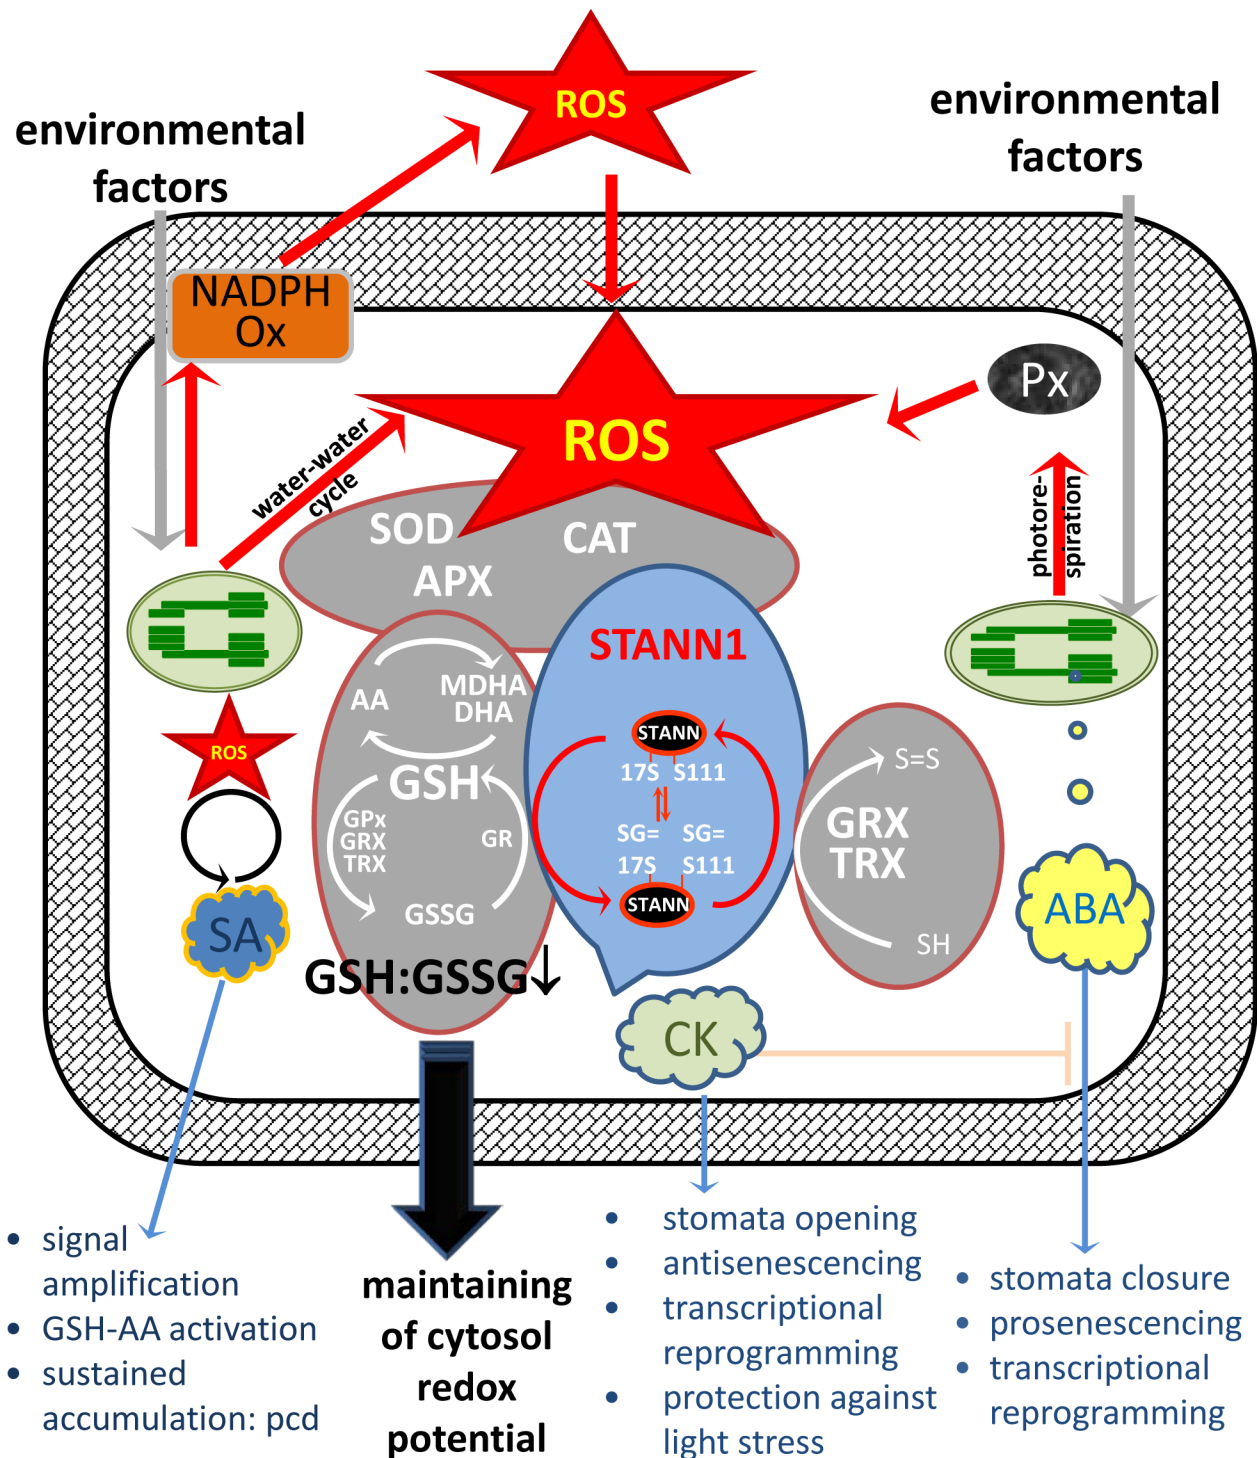 ROS
environmental
factors
environmental
factors
NADPH
Ox
Px
ROS
water-water
cycle
photore-
spiration
SOD
CAT
APX
STANN1
AA
MDHA
DHA
GSH
GPx
GRX
TRX
GR
GSSG
GSH:GSSG↓
STANN
17S S111
SG= SG=
17S S111
STANN
S=S
GRX
TRX
SH
ROS
SA
ABA
CK
• signal
amplification
• GSH-AA activation
• sustained
accumulation: pcd
maintaining
of cytosol
redox
potential
• stomata opening
• antisenescencing
• transcriptional
reprogramming
• protection against
light stress
• stomata closure
• prosenescencing
• transcriptional
reprogramming